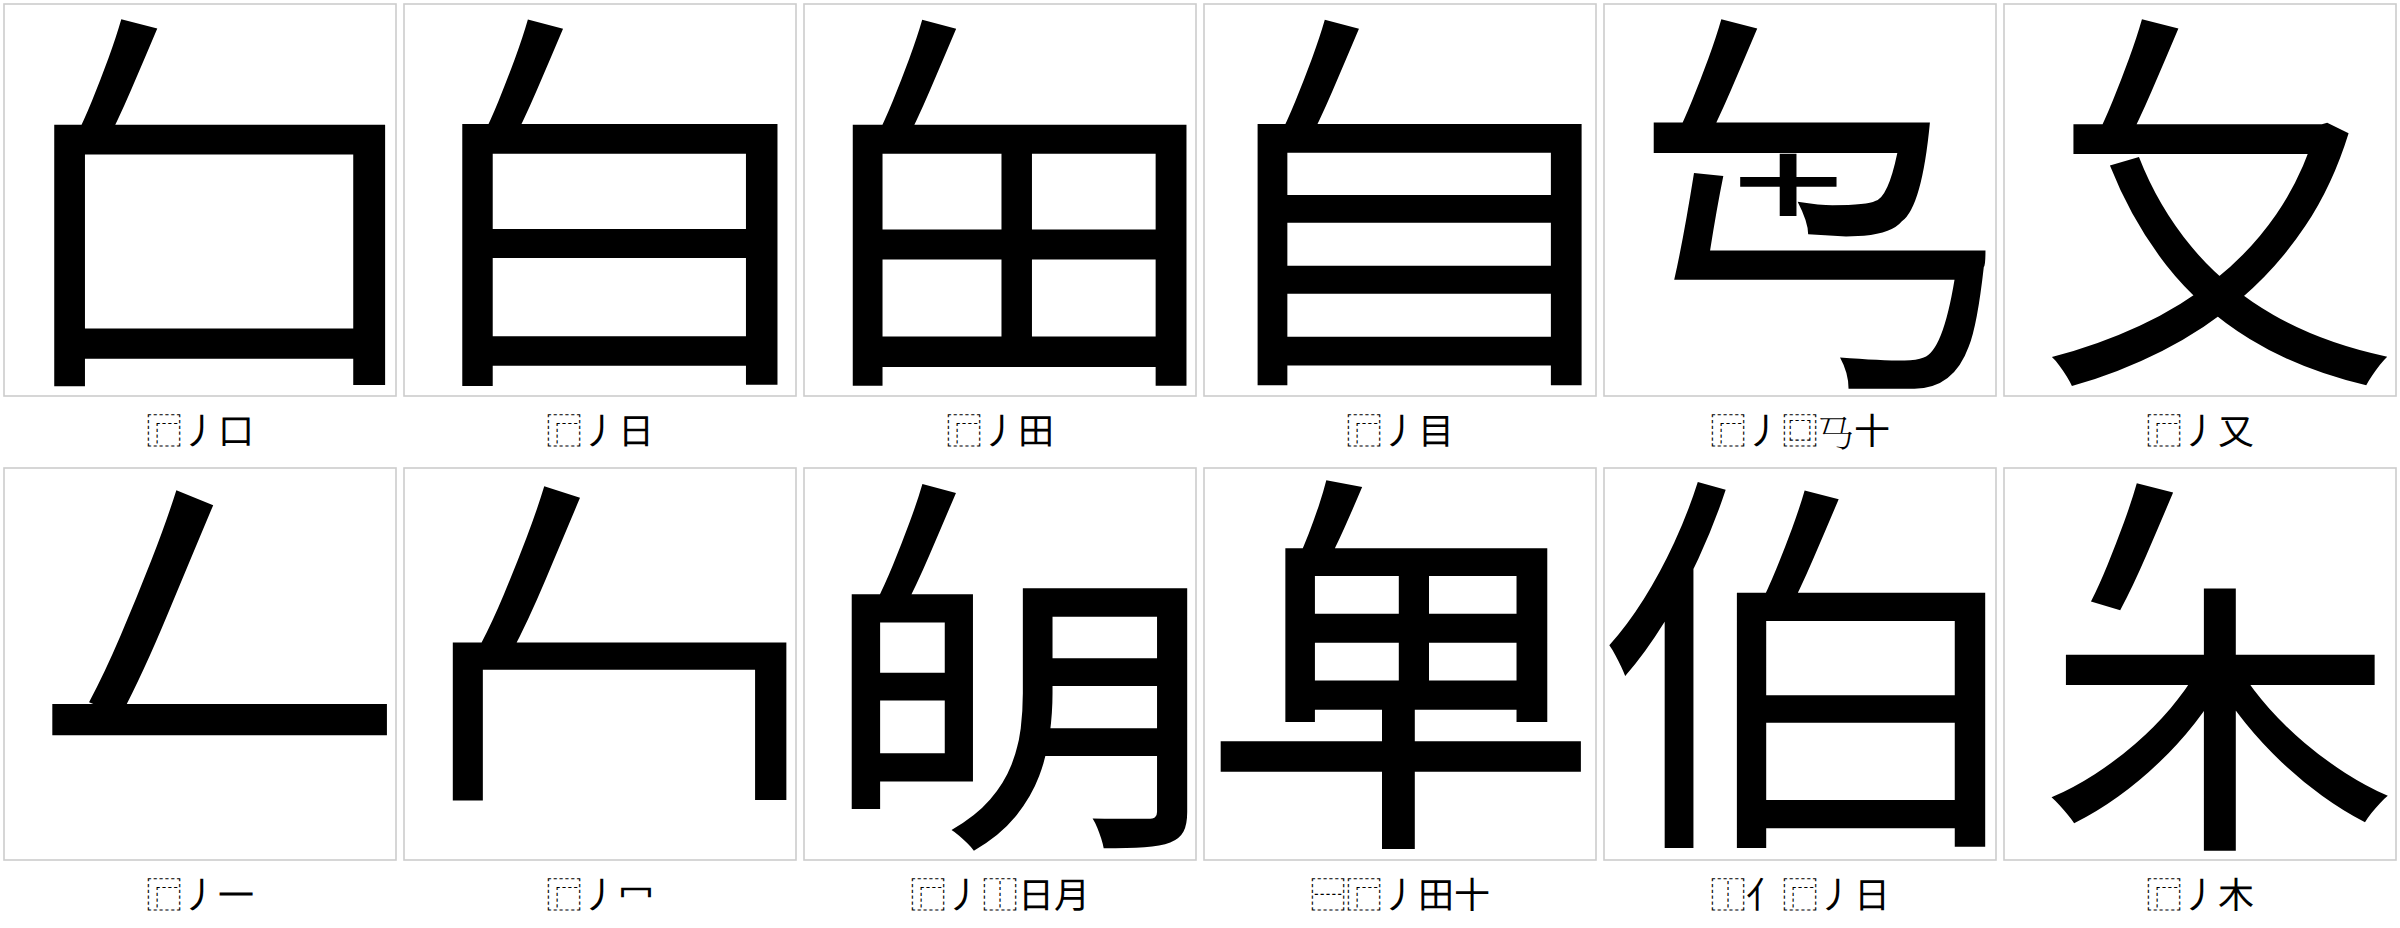 ⿸丿口 ⿸丿日 ⿸丿田 ⿸丿目 ⿸丿⿴㔿十 ⿸丿又
⿸丿一 ⿸丿冖 ⿸丿⿰日月 ⿱⿸丿田十 ⿰亻⿸丿日 ⿸丿木